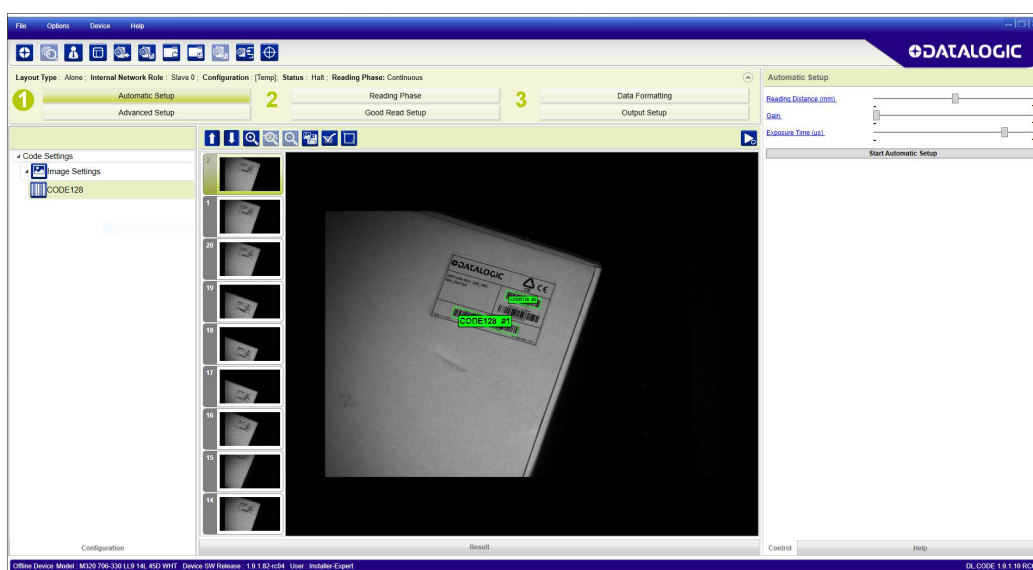 File Options Device Help
DATALOGIC
Layout Type : Alone ; Internal Network Role : Slave 0 ; Configuration : [Temp]; Status : Halt ; Reading Phase: Continuous
1 Automatic Setup 2 Reading Phase 3 Data Formatting
Advanced Setup Good Read Setup Output Setup
Automatic Setup
Reading Distance (mm)
Gain
Exposure Time (µs)
Start Automatic Setup
Code Settings
Image Settings
CODE128
2
1
20
19
18
17
16
15
14
DATALOGIC
CE
CODE128 #2
CODE128 #1
Configuration
Result
Control Help
Offline Device Model : M320 706-330 LL9 14L 45D WHT Device SW Release : 1.9.1.82-rc04 User : Installer-Expert
DL.CODE 1.9.1.10